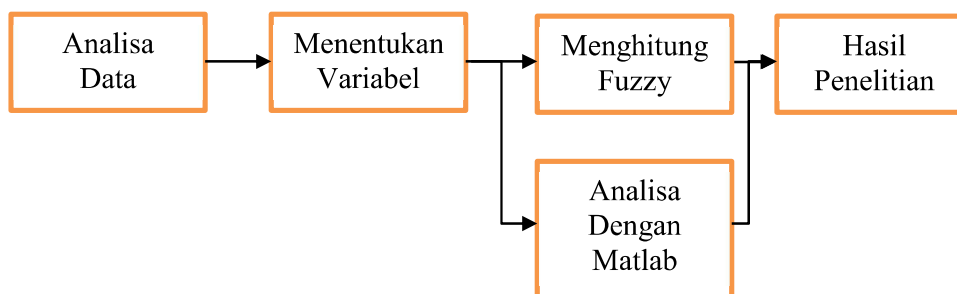 Analisa
Data
Menentukan
Variabel
Menghitung
Fuzzy
Hasil
Penelitian
Analisa
Dengan
Matlab